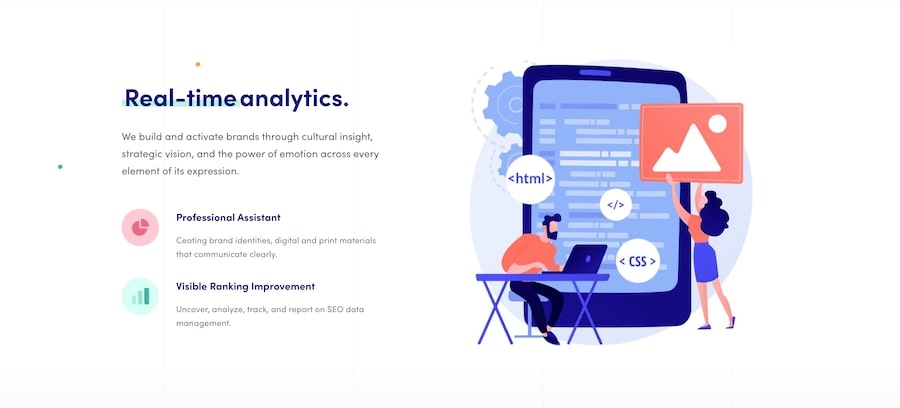 Real-time analytics.
We build and activate brands through cultural insight,
strategic vision, and the power of emotion across every
element of its expression.
Professional Assistant
Ceating brand identities, digital and print materials
that communicate clearly.
Visible Ranking Improvement
Uncover, analyze, track, and report on SEO data
management.
<html>
</>
< CSS >